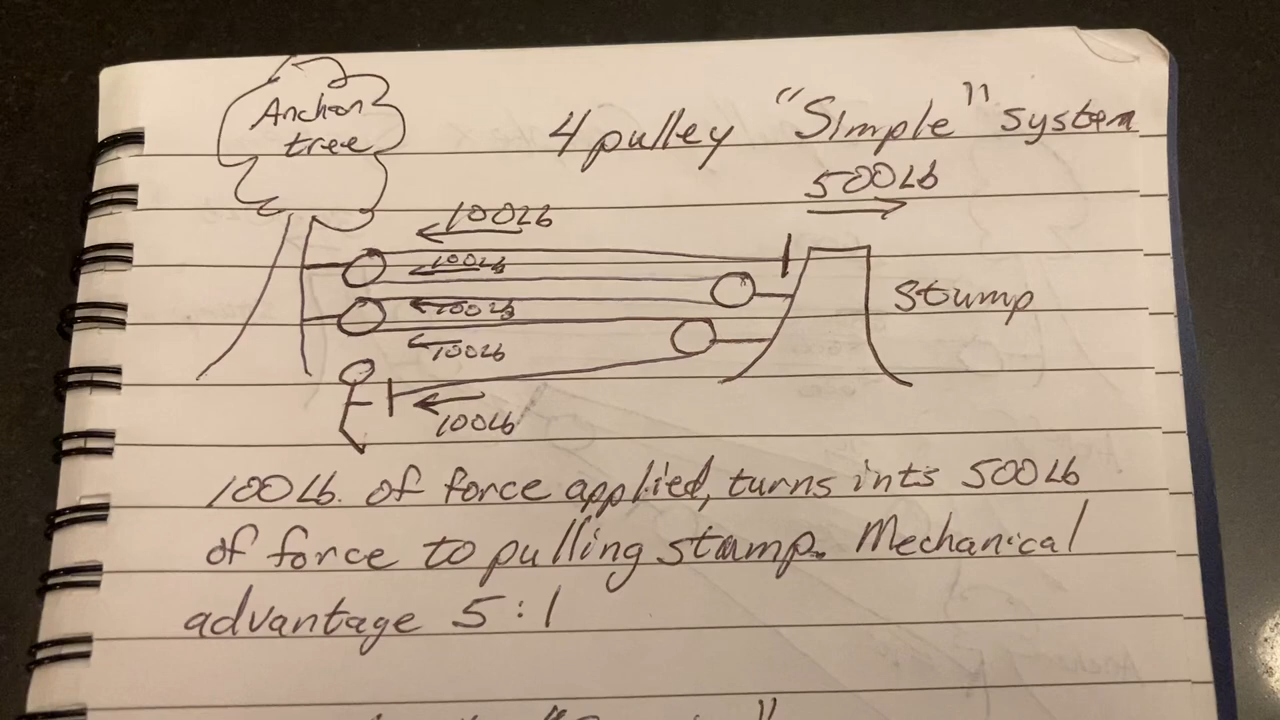 Anchor
tree
4 pulley "Simple" system
500Lb
100Lb
100Lb
100Lb
100Lb
100Lb
Stump
100Lb. of force applied, turns into 500Lb
of force to pulling stump. Mechanical
advantage 5:1